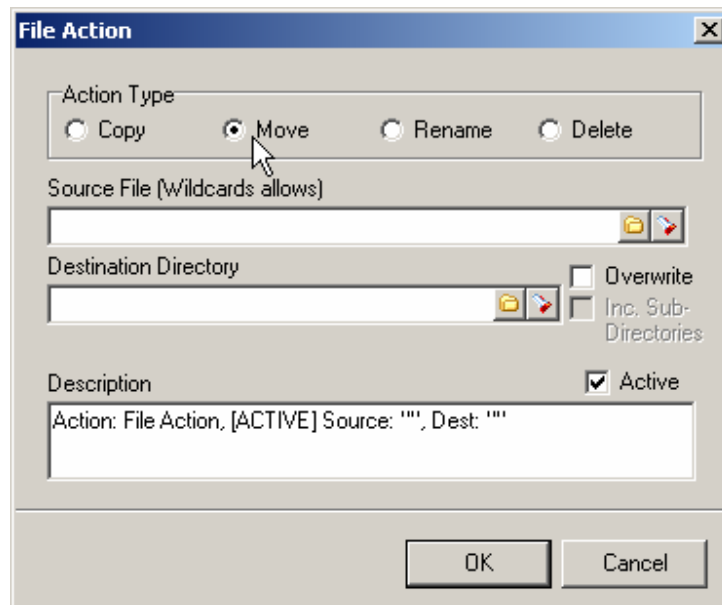 File Action
Action Type
Copy Move Rename Delete
Source File (Wildcards allows)
Destination Directory
Overwrite
Inc. Sub-
Directories
Description
Active
Action: File Action, [ACTIVE] Source: "", Dest: ""
OK Cancel